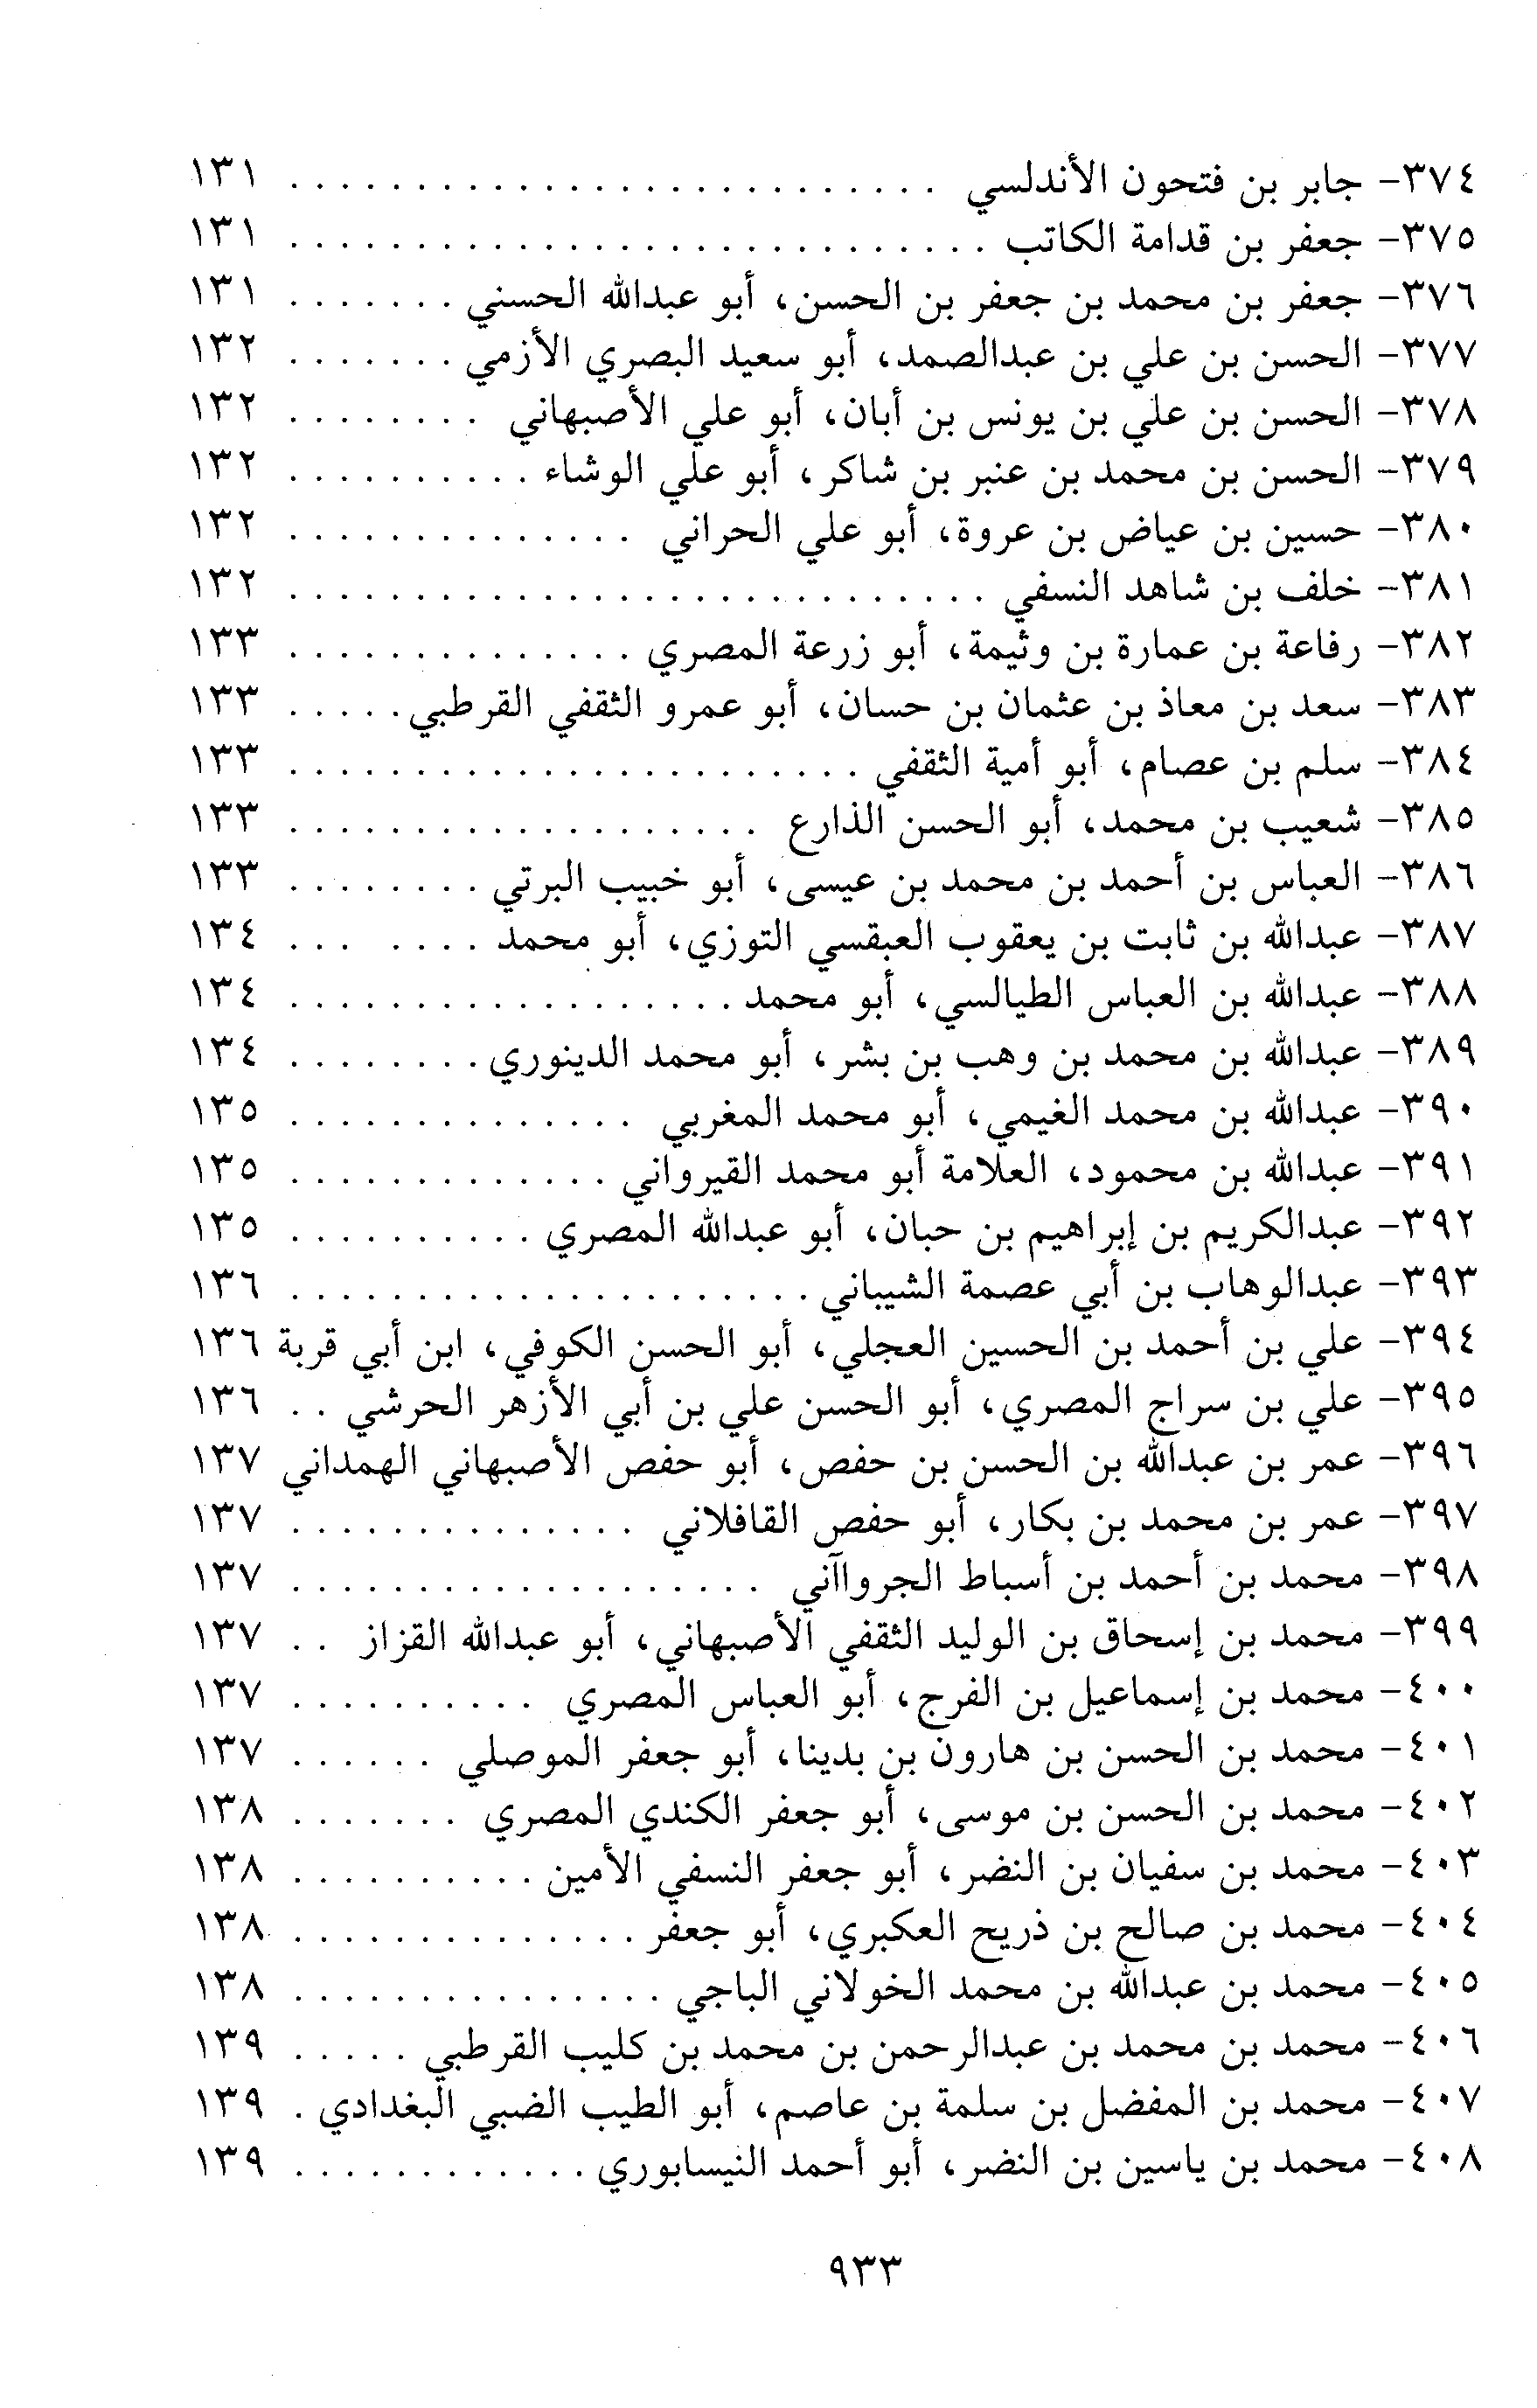 ٣٧٤- جابر بن فتحون الأندلسي . . . . . . . . . . . . . . . . . . . . . . . . . . ١٣١
٣٧٥- جعفر بن قدامة الكاتب . . . . . . . . . . . . . . . . . . . . . . . . . . . . ١٣١
٣٧٦- جعفر بن محمد بن جعفر بن الحسن، أبو عبدالله الحسني . . . . . . . ١٣١
٣٧٧- الحسن بن علي بن عبدالصمد، أبو سعيد البصري الأزمي . . . . . . . ١٣٢
٣٧٨- الحسن بن علي بن يونس بن أبان، أبو علي الأصبهاني . . . . . . . . ١٣٢
٣٧٩- الحسن بن محمد بن عنبر بن شاكر، أبو علي الوشاء . . . . . . . . . . ١٣٢
٣٨٠- حسين بن عياض بن عروة، أبو علي الحراني . . . . . . . . . . . . . . ١٣٢
٣٨١- خلف بن شاهد النسفي . . . . . . . . . . . . . . . . . . . . . . . . . . . . ١٣٢
٣٨٢- رفاعة بن عمارة بن وثيمة، أبو زرعة المصري . . . . . . . . . . . . . . ١٣٣
٣٨٣- سعد بن معاذ بن عثمان بن حسان، أبو عمرو الثقفي القرطبي . . . . . ١٣٣
٣٨٤- سلم بن عصام، أبو أمية الثقفي . . . . . . . . . . . . . . . . . . . . . . . ١٣٣
٣٨٥- شعيب بن محمد، أبو الحسن الذارع . . . . . . . . . . . . . . . . . . . ١٣٣
٣٨٦- العباس بن أحمد بن محمد بن عيسى، أبو خبيب البرتي . . . . . . . . ١٣٣
٣٨٧- عبدالله بن ثابت بن يعقوب العبقسي التوزي، أبو محمد . . . . . . . ١٣٤
٣٨٨- عبدالله بن العباس الطيالسي، أبو محمد . . . . . . . . . . . . . . . . . . ١٣٤
٣٨٩- عبدالله بن محمد بن وهب بن بشر، أبو محمد الدينوري . . . . . . . . ١٣٤
٣٩٠- عبدالله بن محمد الغيمي، أبو محمد المغربي . . . . . . . . . . . . . . ١٣٥
٣٩١- عبدالله بن محمود، العلامة أبو محمد القيرواني . . . . . . . . . . . . . ١٣٥
٣٩٢- عبدالكريم بن إبراهيم بن حبان، أبو عبدالله المصري . . . . . . . . . . ١٣٥
٣٩٣- عبدالوهاب بن أبي عصمة الشيباني . . . . . . . . . . . . . . . . . . . . . ١٣٦
٣٩٤- علي بن أحمد بن الحسين العجلي، أبو الحسن الكوفي، ابن أبي قربة ١٣٦
٣٩٥- علي بن سراج المصري، أبو الحسن علي بن أبي الأزهر الحرشي . . ١٣٦
٣٩٦- عمر بن عبدالله بن الحسن بن حفص، أبو حفص الأصبهاني الهمداني ١٣٧
٣٩٧- عمر بن محمد بن بكار، أبو حفص القافلاني . . . . . . . . . . . . . . ١٣٧
٣٩٨- محمد بن أحمد بن أسباط الجرواآني . . . . . . . . . . . . . . . . . . . ١٣٧
٣٩٩- محمد بن إسحاق بن الوليد الثقفي الأصبهاني، أبو عبدالله القزاز . . ١٣٧
٤٠٠- محمد بن إسماعيل بن الفرج، أبو العباس المصري . . . . . . . . . . ١٣٧
٤٠١- محمد بن الحسن بن هارون بن بدينا، أبو جعفر الموصلي . . . . . . ١٣٧
٤٠٢- محمد بن الحسن بن موسى، أبو جعفر الكندي المصري . . . . . . . ١٣٨
٤٠٣- محمد بن سفيان بن النضر، أبو جعفر النسفي الأمين . . . . . . . . . . ١٣٨
٤٠٤- محمد بن صالح بن ذريح العكبري، أبو جعفر . . . . . . . . . . . . . . ١٣٨
٤٠٥- محمد بن عبدالله بن محمد الخولاني الباجي . . . . . . . . . . . . . . . ١٣٨
٤٠٦- محمد بن محمد بن عبدالرحمن بن محمد بن كليب القرطبي . . . . . ١٣٩
٤٠٧- محمد بن المفضل بن سلمة بن عاصم، أبو الطيب الضبي البغدادي . ١٣٩
٤٠٨- محمد بن ياسين بن النضر، أبو أحمد النيسابوري . . . . . . . . . . . . ١٣٩
٩٣٣